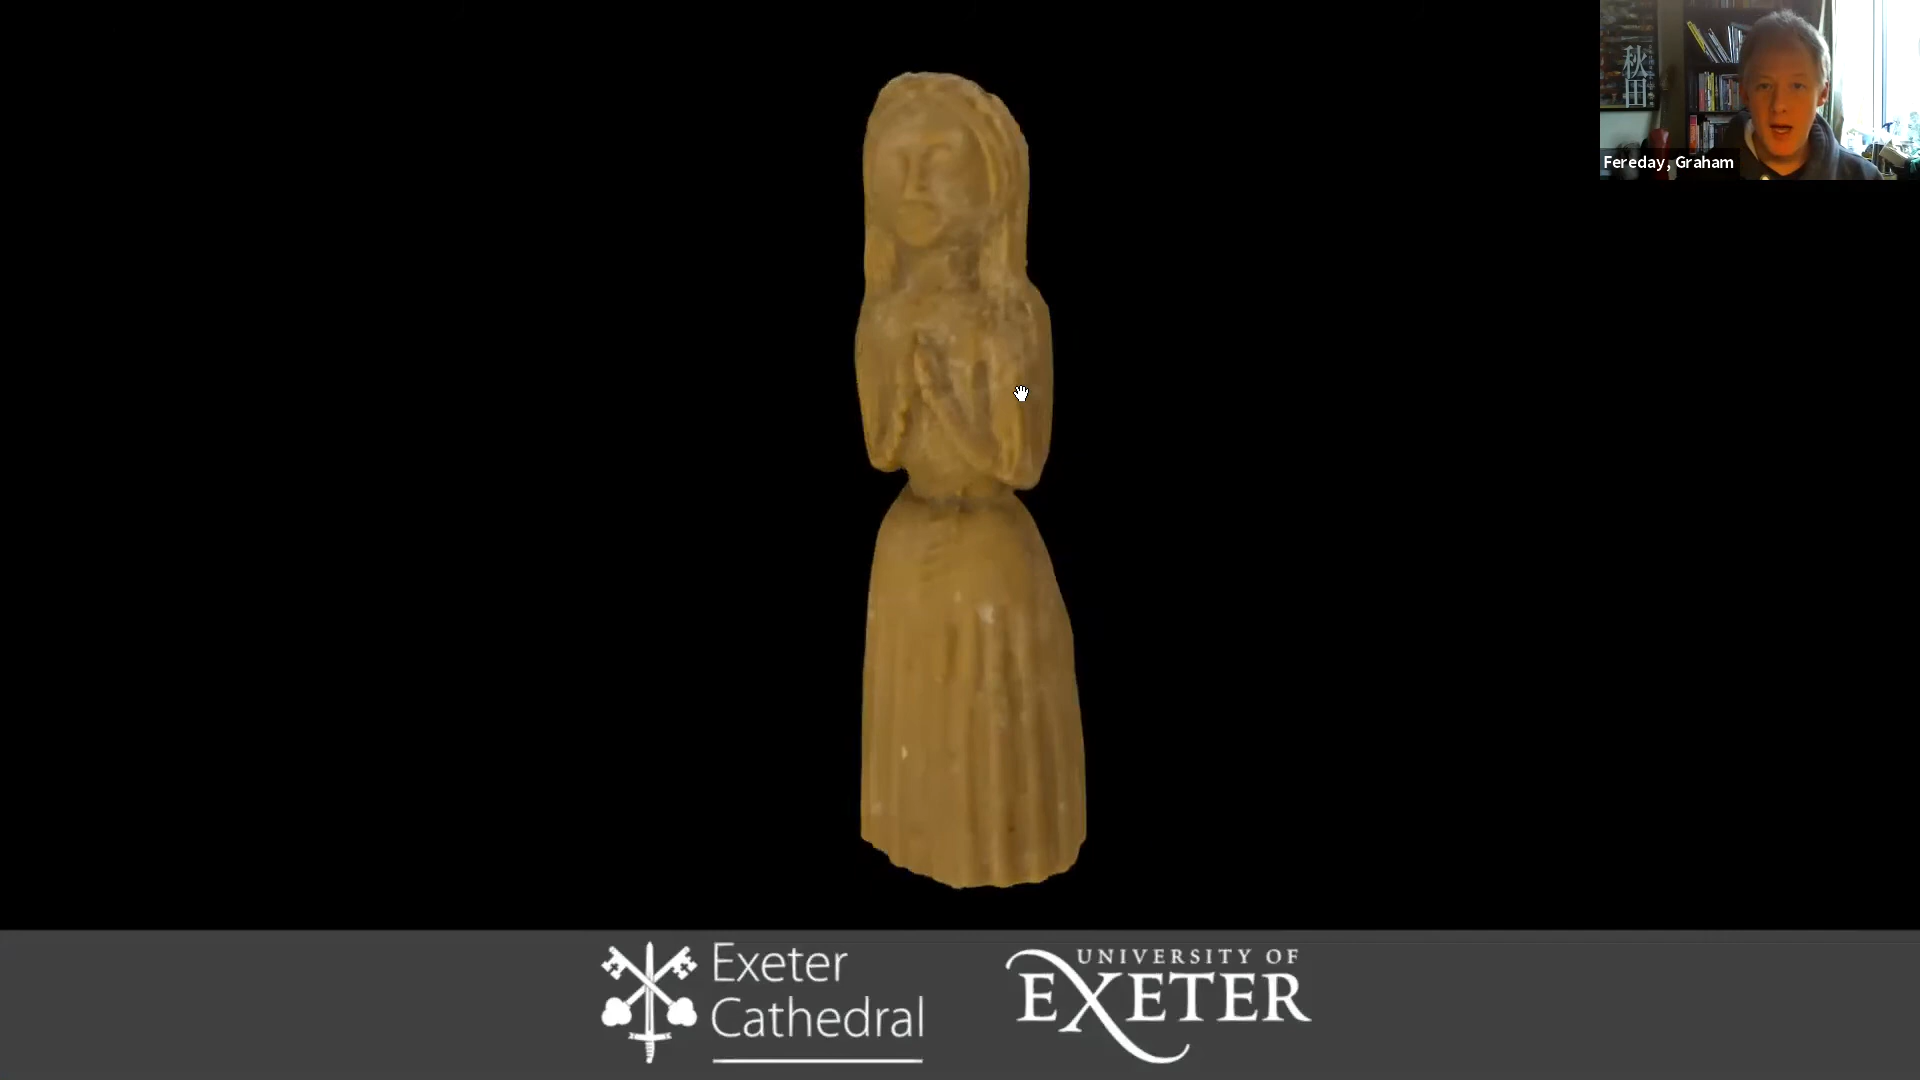 秋田
Fereday, Graham
Exeter
Cathedral
UNIVERSITY OF
EXETER